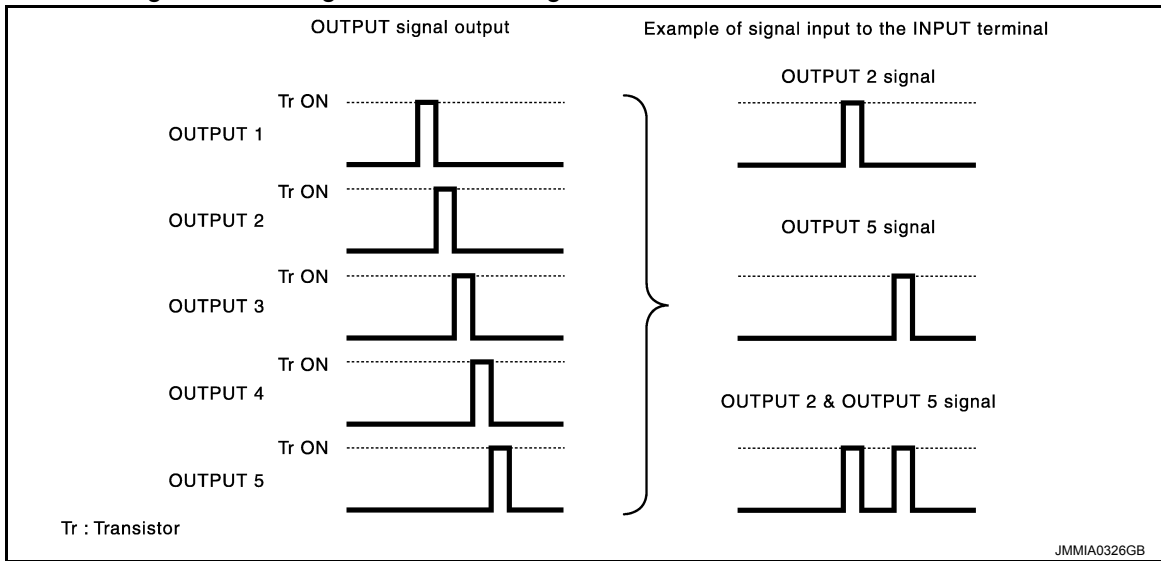 OUTPUT signal output
Example of signal input to the INPUT terminal
Tr ON
OUTPUT 1
Tr ON
OUTPUT 2
Tr ON
OUTPUT 3
Tr ON
OUTPUT 4
Tr ON
OUTPUT 5
OUTPUT 2 signal
OUTPUT 5 signal
OUTPUT 2 & OUTPUT 5 signal
Tr : Transistor
JMMIA0326GB